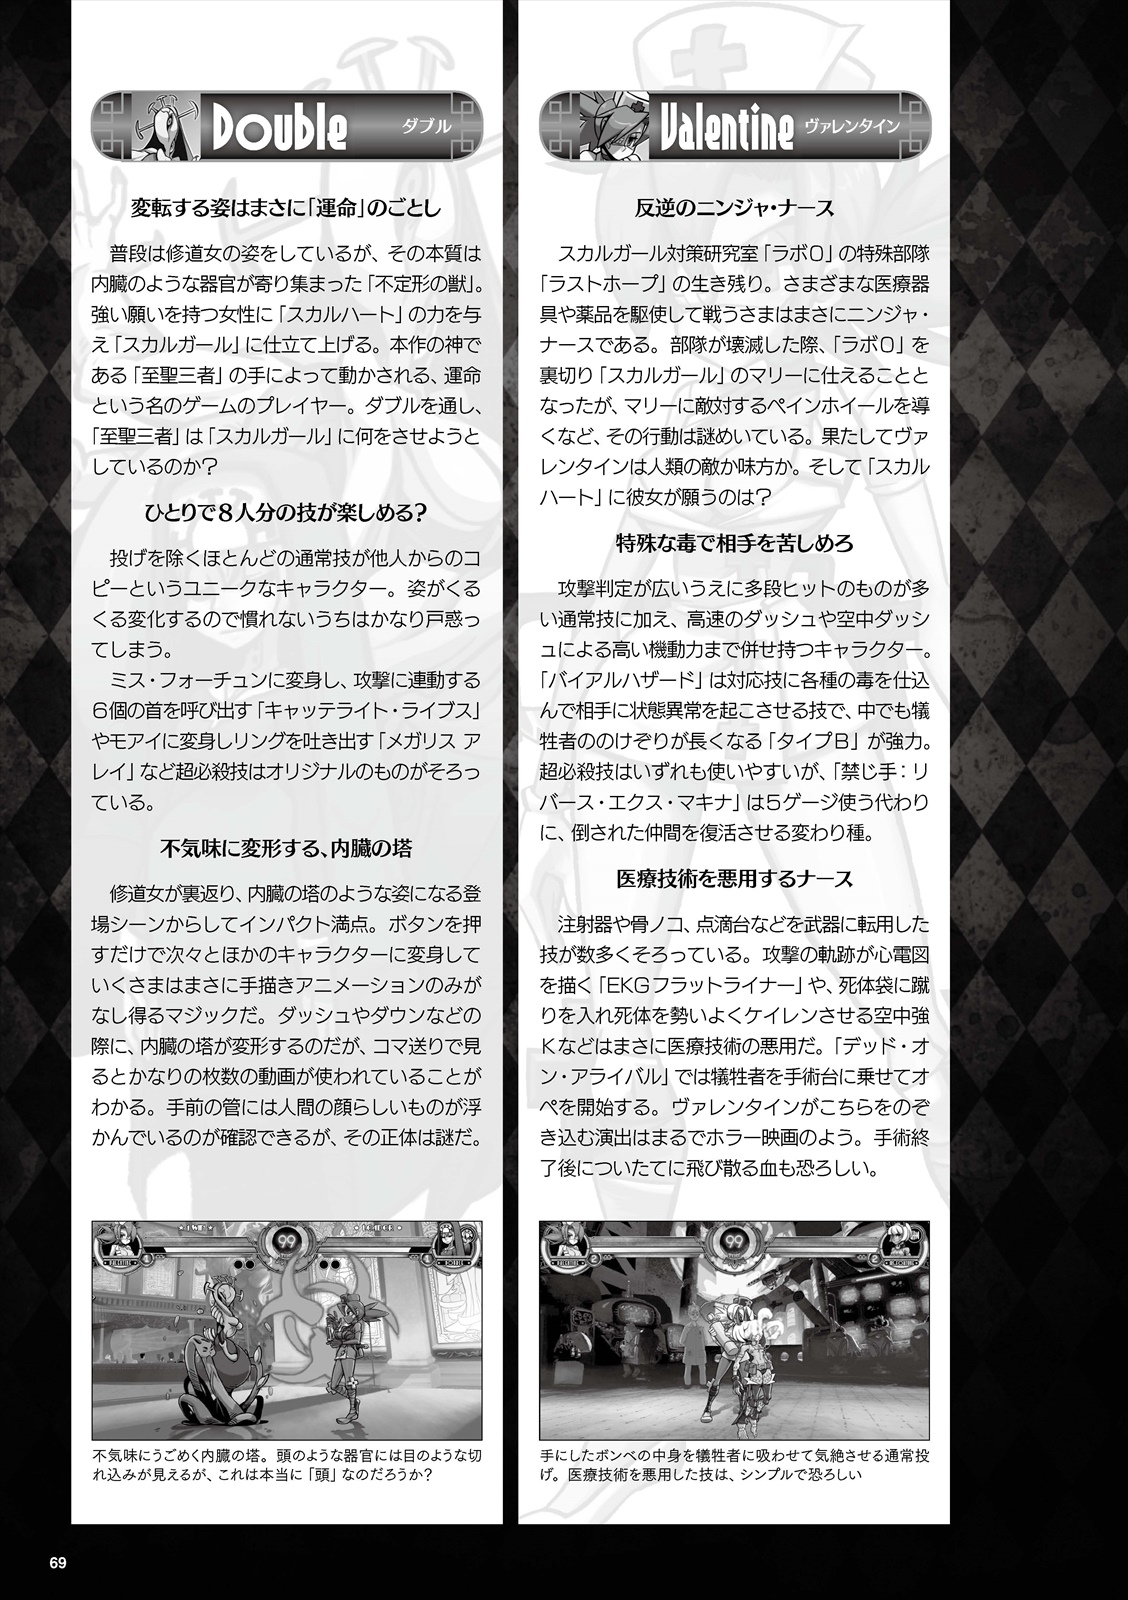 Double ダブル
変転する姿はまさに「運命」のごとし
　普段は修道女の姿をしているが、その本質は
内臓のような器官が寄り集まった「不定形の獣」。
強い願いを持つ女性に「スカルハート」の力を与
え「スカルガール」に仕立て上げる。本作の神で
ある「至聖三者」の手によって動かされる、運命
という名のゲームのプレイヤー。ダブルを通し、
「至聖三者」は「スカルガール」に何をさせようと
しているのか？
ひとりで８人分の技が楽しめる？
　投げを除くほとんどの通常技が他人からのコ
ピーというユニークなキャラクター。姿がくる
くる変化するので慣れないうちはかなり戸惑っ
てしまう。
　ミス・フォーチュンに変身し、攻撃に連動する
６個の首を呼び出す「キャッテライト・ライブス」
やモアイに変身しリングを吐き出す「メガリス ア
レイ」など超必殺技はオリジナルのものがそろっ
ている。
不気味に変形する、内臓の塔
　修道女が裏返り、内臓の塔のような姿になる登
場シーンからしてインパクト満点。ボタンを押
すだけで次々とほかのキャラクターに変身して
いくさまはまさに手描きアニメーションのみが
なし得るマジックだ。ダッシュやダウンなどの
際に、内臓の塔が変形するのだが、コマ送りで見
るとかなりの枚数の動画が使われていることが
わかる。手前の管には人間の顔らしいものが浮
かんでいるのが確認できるが、その正体は謎だ。
99
VALENTINE
DOUBLE
不気味にうごめく内臓の塔。頭のような器官には目のような切
れ込みが見えるが、これは本当に「頭」なのだろうか？
Valentine ヴァレンタイン
反逆のニンジャ・ナース
　スカルガール対策研究室「ラボ０」の特殊部隊
「ラストホープ」の生き残り。さまざまな医療器
具や薬品を駆使して戦うさまはまさにニンジャ・
ナースである。部隊が壊滅した際、「ラボ０」を
裏切り「スカルガール」のマリーに仕えることと
なったが、マリーに敵対するペインホイールを導
くなど、その行動は謎めいている。果たしてヴァ
レンタインは人類の敵か味方か。そして「スカル
ハート」に彼女が願うのは？
特殊な毒で相手を苦しめろ
　攻撃判定が広いうえに多段ヒットのものが多
い通常技に加え、高速のダッシュや空中ダッシ
ュによる高い機動力まで併せ持つキャラクター。
「バイアルハザード」は対応技に各種の毒を仕込
んで相手に状態異常を起こさせる技で、中でも犠
牲者ののけぞりが長くなる「タイプＢ」が強力。
超必殺技はいずれも使いやすいが、「禁じ手：リ
バース・エクス・マキナ」は５ゲージ使う代わり
に、倒された仲間を復活させる変わり種。
医療技術を悪用するナース
　注射器や骨ノコ、点滴台などを武器に転用した
技が数多くそろっている。攻撃の軌跡が心電図
を描く「EKGフラットライナー」や、死体袋に蹴
りを入れ死体を勢いよくケイレンさせる空中強
Ｋなどはまさに医療技術の悪用だ。「デッド・オ
ン・アライバル」では犠牲者を手術台に乗せてオ
ペを開始する。ヴァレンタインがこちらをのぞ
き込む演出はまるでホラー映画のよう。手術終
了後についたてに飛び散る血も恐ろしい。
99
VALENTINE
手にしたボンベの中身を犠牲者に吸わせて気絶させる通常投
げ。医療技術を悪用した技は、シンプルで恐ろしい
69